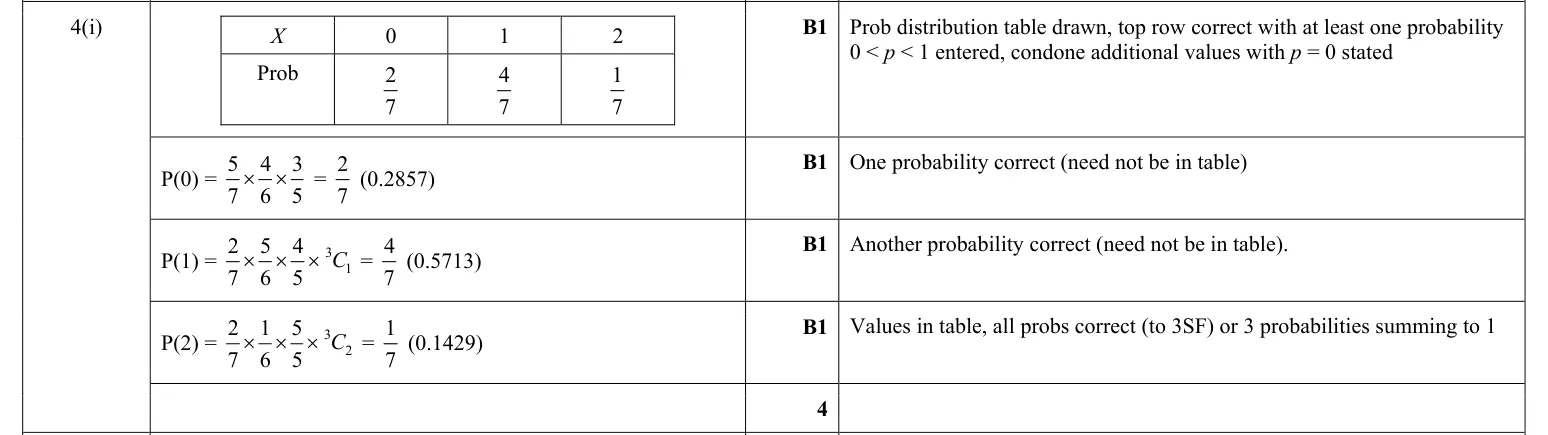 4(i)
X 0 1 2
Prob 2/7 4/7 1/7
B1 Prob distribution table drawn, top row correct with at least one probability
0 < p < 1 entered, condone additional values with p = 0 stated
P(0) = 5/7 × 4/6 × 3/5 = 2/7 (0.2857)
B1 One probability correct (need not be in table)
P(1) = 2/7 × 5/6 × 4/5 × ³C₁ = 4/7 (0.5713)
B1 Another probability correct (need not be in table).
P(2) = 2/7 × 1/6 × 5/5 × ³C₂ = 1/7 (0.1429)
B1 Values in table, all probs correct (to 3SF) or 3 probabilities summing to 1
4